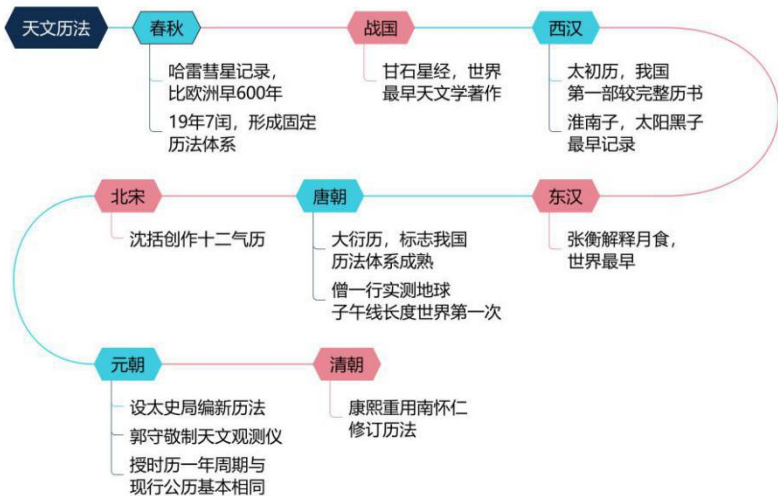 天文历法
春秋
哈雷彗星记录，
比欧洲早600年
19年7闰，形成固定
历法体系
战国
甘石星经，世界
最早天文学著作
西汉
太初历，我国
第一部较完整历书
淮南子，太阳黑子
最早记录
东汉
张衡解释月食，
世界最早
唐朝
大衍历，标志我国
历法体系成熟
僧一行实测地球
子午线长度世界第一次
北宋
沈括创作十二气历
元朝
设太史局编新历法
郭守敬制天文观测仪
授时历一年周期与
现行公历基本相同
清朝
康熙重用南怀仁
修订历法